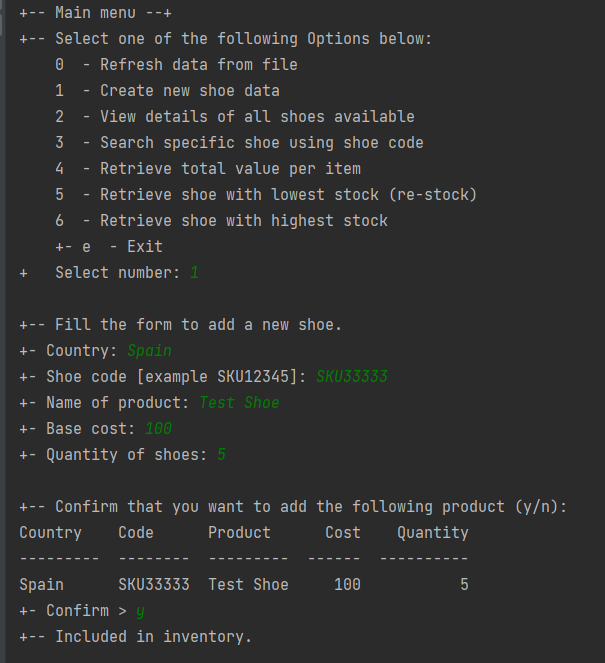 +-- Main menu --+
+-- Select one of the following Options below:
    0  - Refresh data from file
    1  - Create new shoe data
    2  - View details of all shoes available
    3  - Search specific shoe using shoe code
    4  - Retrieve total value per item
    5  - Retrieve shoe with lowest stock (re-stock)
    6  - Retrieve shoe with highest stock
    +- e  - Exit
+   Select number: 1

+-- Fill the form to add a new shoe.
+- Country: Spain
+- Shoe code [example SKU12345]: SKU33333
+- Name of product: Test Shoe
+- Base cost: 100
+- Quantity of shoes: 5

+-- Confirm that you want to add the following product (y/n):
Country    Code      Product      Cost    Quantity
---------  --------  ---------  ------  ----------
Spain      SKU33333  Test Shoe     100           5
+- Confirm > y
+-- Included in inventory.